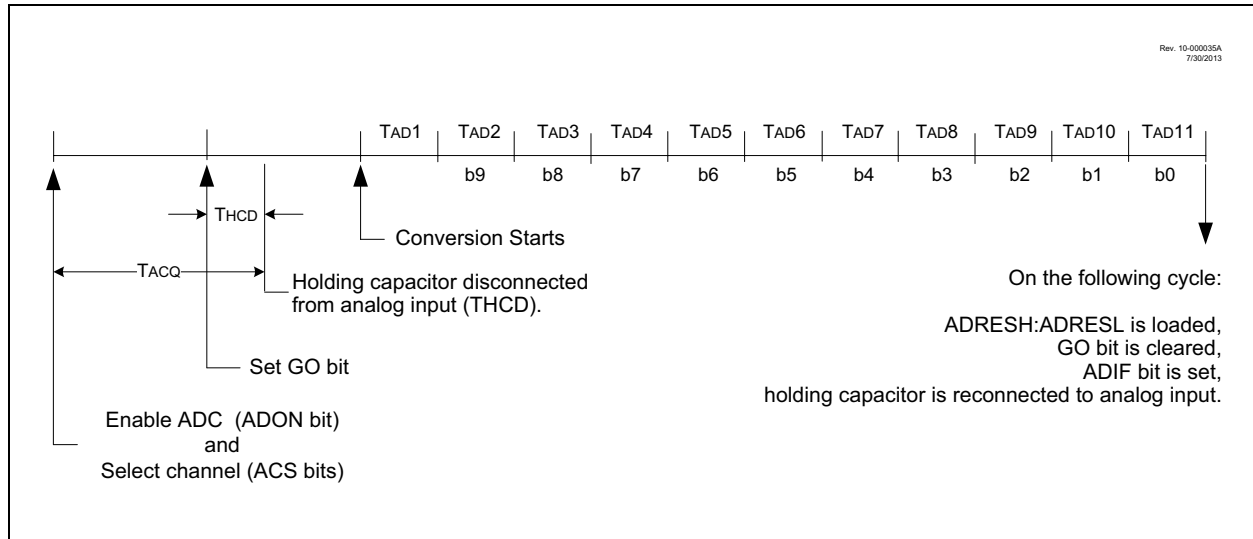 Rev. 10-000035A
7/30/2013
TAD1 TAD2 TAD3 TAD4 TAD5 TAD6 TAD7 TAD8 TAD9 TAD10 TAD11
b9 b8 b7 b6 b5 b4 b3 b2 b1 b0
THCD
Conversion Starts
TACQ
Holding capacitor disconnected
from analog input (THCD).
Set GO bit
Enable ADC (ADON bit)
and
Select channel (ACS bits)
On the following cycle:
ADRESH:ADRESL is loaded,
GO bit is cleared,
ADIF bit is set,
holding capacitor is reconnected to analog input.